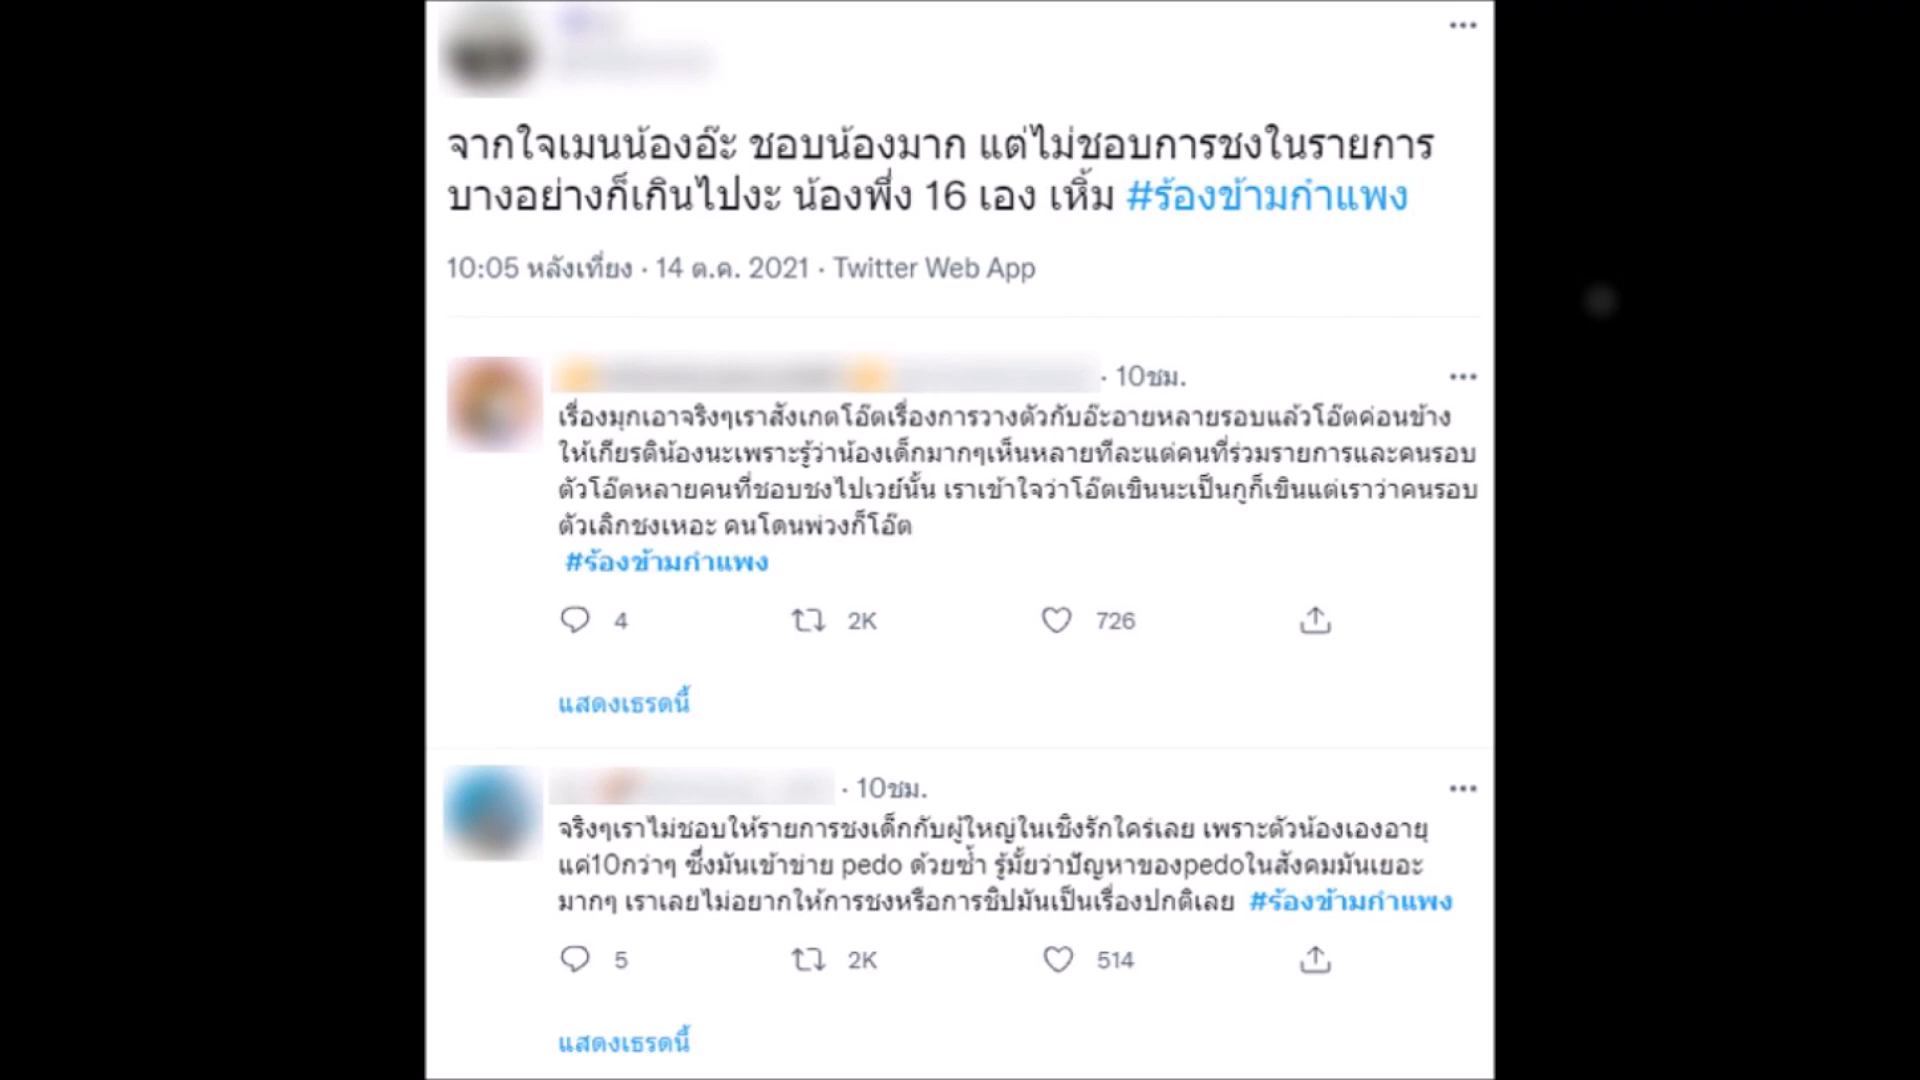 จากใจเมนน้องอ๊ะ ชอบน้องมาก แต่ไม่ชอบการชงในรายการ
บางอย่างก็เกินไปงะ น้องพึ่ง 16 เอง เหิ้ม #ร้องข้ามกำแพง
10:05 หลังเที่ยง · 14 ต.ค. 2021 · Twitter Web App
· 10ชม.
เรื่องมุกเอาจริงๆเราสังเกตโอ๊ตเรื่องการวางตัวกับอ๊ะอายหลายรอบแล้วโอ๊ตค่อนข้าง
ให้เกียรติน้องนะเพราะรู้ว่าน้องเด็กมากๆเห็นหลายทีละแต่คนที่ร่วมรายการและคนรอบ
ตัวโอ๊ตหลายคนที่ชอบชงไปเวย์นั้น เราเข้าใจว่าโอ๊ตเขินนะเป็นกูก็เขินแต่เราว่าคนรอบ
ตัวเลิกชงเหอะ คนโดนพ่วงก็โอ๊ต
#ร้องข้ามกำแพง
4 2K 726
แสดงเธรดนี้
· 10ชม.
จริงๆเราไม่ชอบให้รายการชงเด็กกับผู้ใหญ่ในเชิงรักใคร่เลย เพราะตัวน้องเองอายุ
แค่10กว่าๆ ซึ่งมันเข้าข่าย pedo ด้วยซ้ำ รู้มั้ยว่าปัญหาของpedoในสังคมมันเยอะ
มากๆ เราเลยไม่อยากให้การชงหรือการชิปมันเป็นเรื่องปกติเลย #ร้องข้ามกำแพง
5 2K 514
แสดงเธรดนี้